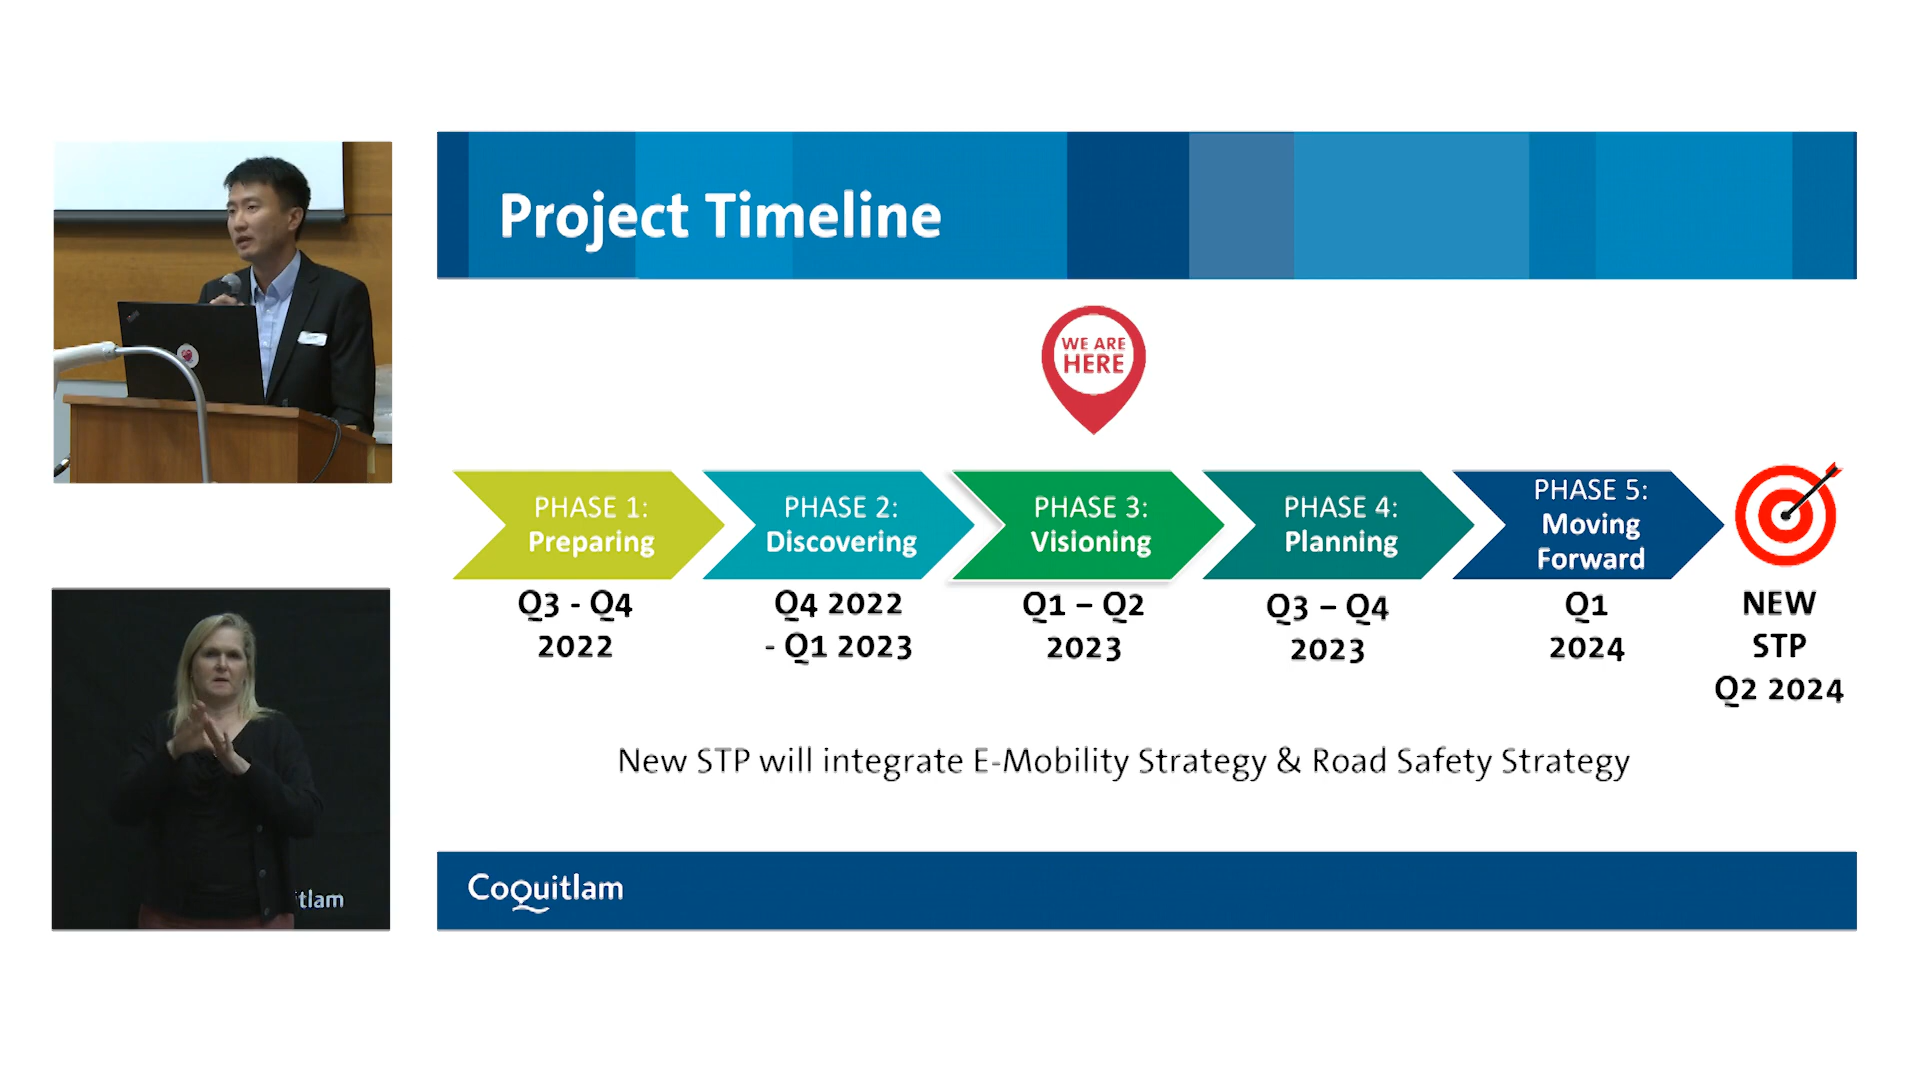 Project Timeline
WE ARE
HERE
PHASE 1:
Preparing
Q3 - Q4
2022
PHASE 2:
Discovering
Q4 2022
- Q1 2023
PHASE 3:
Visioning
Q1 – Q2
2023
PHASE 4:
Planning
Q3 – Q4
2023
PHASE 5:
Moving
Forward
Q1
2024
NEW
STP
Q2 2024
New STP will integrate E-Mobility Strategy & Road Safety Strategy
Coquitlam
itlam